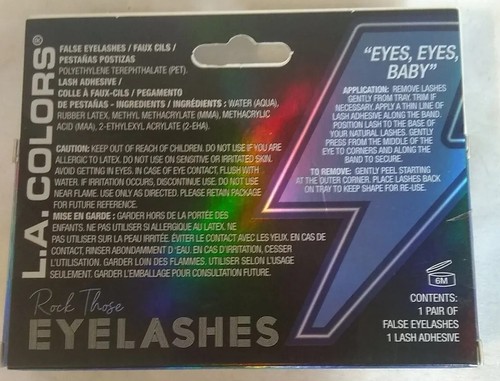 L.A. COLORS®
FALSE EYELASHES / FAUX CILS /
PESTAÑAS POSTIZAS
POLYETHYLENE TEREPHTHALATE (PET).
LASH ADHESIVE /
COLLE À FAUX-CILS / PEGAMENTO
DE PESTAÑAS - INGREDIENTS / INGRÉDIENTS : WATER (AQUA),
RUBBER LATEX, METHYL METHACRYLATE (MMA), METHACRYLIC
ACID (MAA), 2-ETHYLEXYL ACRYLATE (2-EHA).
CAUTION: KEEP OUT OF REACH OF CHILDREN. DO NOT USE IF YOU ARE
ALLERGIC TO LATEX. DO NOT USE ON SENSITIVE OR IRRITATED SKIN.
AVOID GETTING IN EYES. IN CASE OF EYE CONTACT, FLUSH WITH
WATER. IF IRRITATION OCCURS, DISCONTINUE USE. DO NOT USE
NEAR FLAME. USE ONLY AS DIRECTED. PLEASE RETAIN PACKAGE
FOR FUTURE REFERENCE.
MISE EN GARDE : GARDER HORS DE LA PORTÉE DES
ENFANTS. NE PAS UTILISER SI ALLERGIQUE AU LATEX. NE
PAS UTILISER SUR LA PEAU IRRITÉE. ÉVITER LE CONTACT AVEC LES YEUX. EN CAS DE
CONTACT, RINSER ABONDAMMENT D'EAU. EN CAS D'IRRITATION, CESSER
L'UTILISATION. GARDER LOIN DES FLAMMES. UTILISER SELON L'USAGE
SEULEMENT. GARDER L'EMBALLAGE POUR CONSULTATION FUTURE.
Rock Those
EYELASHES
"EYES, EYES,
BABY"
APPLICATION: REMOVE LASHES
GENTLY FROM TRAY, TRIM IF
NECESSARY. APPLY A THIN LINE OF
LASH ADHESIVE ALONG THE BAND.
POSITION LASH TO THE BASE OF
YOUR NATURAL LASHES. GENTLY
PRESS FROM THE MIDDLE OF THE
EYE TO CORNERS AND ALONG THE
BAND TO SECURE.
TO REMOVE: GENTLY PEEL STARTING
AT THE OUTER CORNER. PLACE LASHES BACK
ON TRAY TO KEEP SHAPE FOR RE-USE.
6M
CONTENTS:
1 PAIR OF
FALSE EYELASHES
1 LASH ADHESIVE